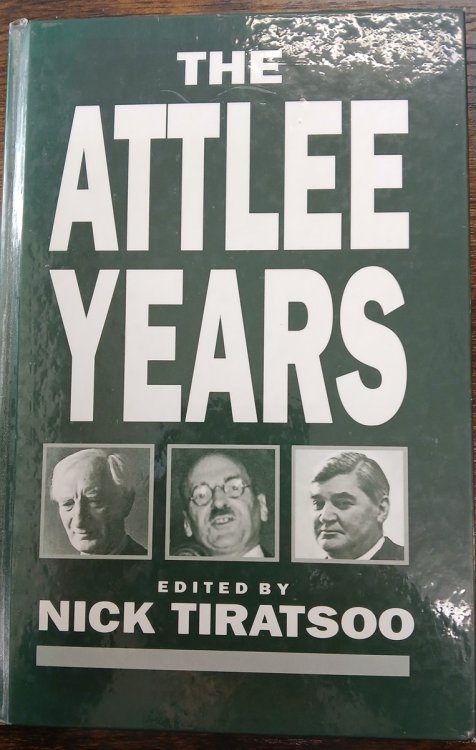 THE
ATTLEE
YEARS
EDITED BY
NICK TIRATSOO